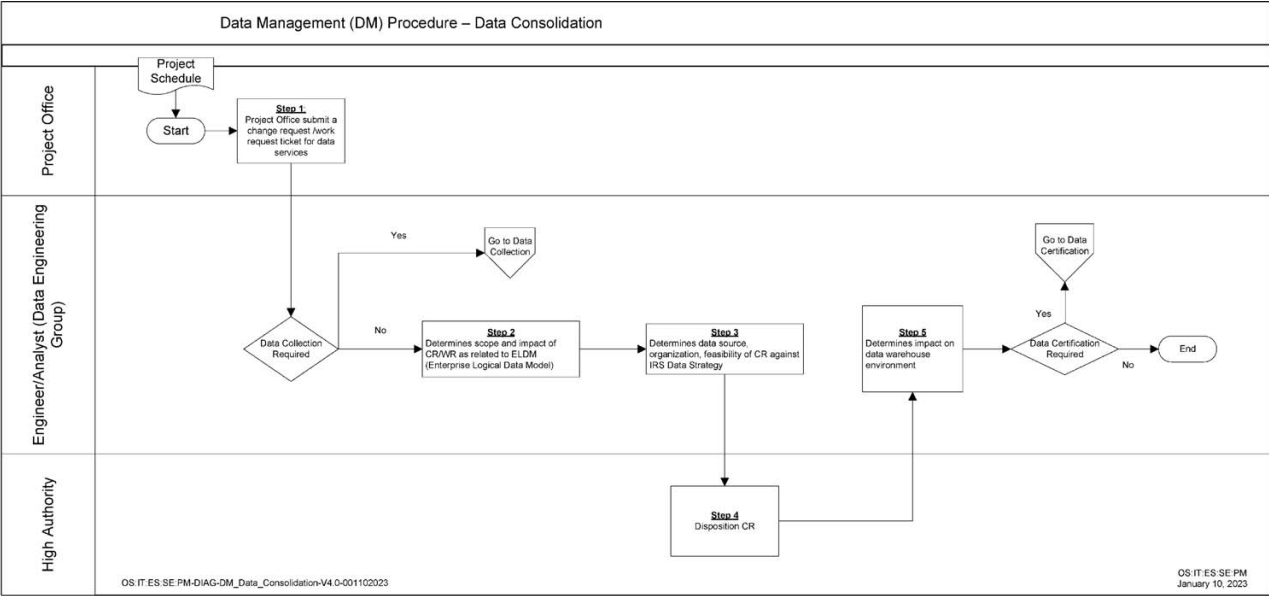 Data Management (DM) Procedure – Data Consolidation
Project
Schedule
Project Office
Start
Step 1:
Project Office submit a
change request /work
request ticket for data
services
Engineer/Analyst (Data Engineering
Group)
Yes
Go to Data
Collection
Data Collection
Required
No
Step 2
Determines scope and impact of
CR/WR as related to ELDM
(Enterprise Logical Data Model)
Step 3
Determines data source,
organization, feasibility of CR against
IRS Data Strategy
Step 5
Determines impact on
data warehouse
environment
Go to Data
Certification
Yes
Data Certification
Required
No
End
High Authority
Step 4
Disposition CR
OS:IT:ES:SE:PM-DIAG-DM_Data_Consolidation-V4.0-001102023
OS:IT:ES:SE:PM
January 10, 2023